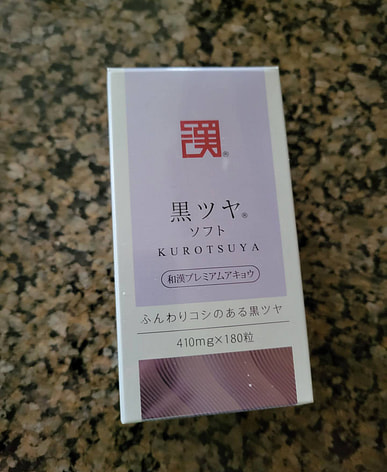 漢®
黒ツヤ®
ソフト
KUROTSUYA
和漢プレミアムアキョウ
ふんわりコシのある黒ツヤ
410mg×180粒